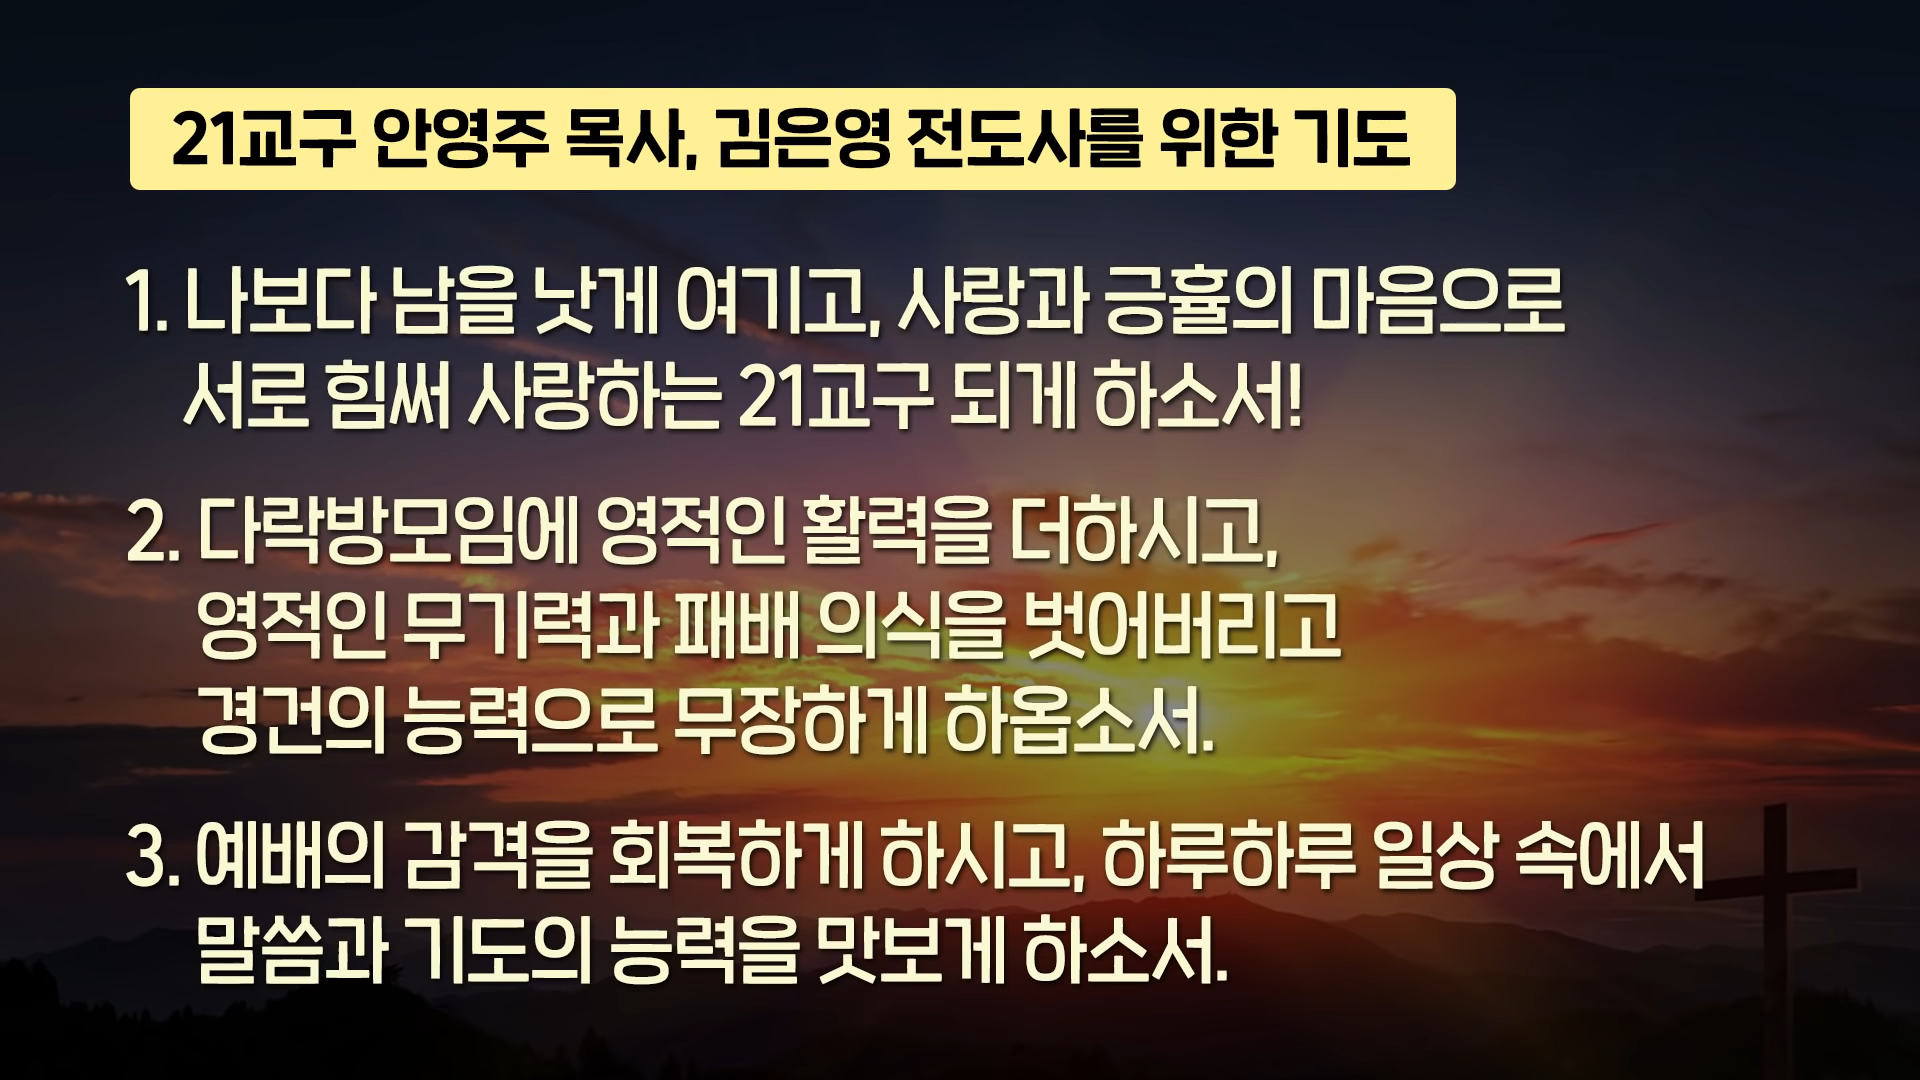 21교구 안영주 목사, 김은영 전도사를 위한 기도
1. 나보다 남을 낫게 여기고, 사랑과 긍휼의 마음으로
서로 힘써 사랑하는 21교구 되게 하소서!
2. 다락방모임에 영적인 활력을 더하시고,
영적인 무기력과 패배 의식을 벗어버리고
경건의 능력으로 무장하게 하옵소서.
3. 예배의 감격을 회복하게 하시고, 하루하루 일상 속에서
말씀과 기도의 능력을 맛보게 하소서.